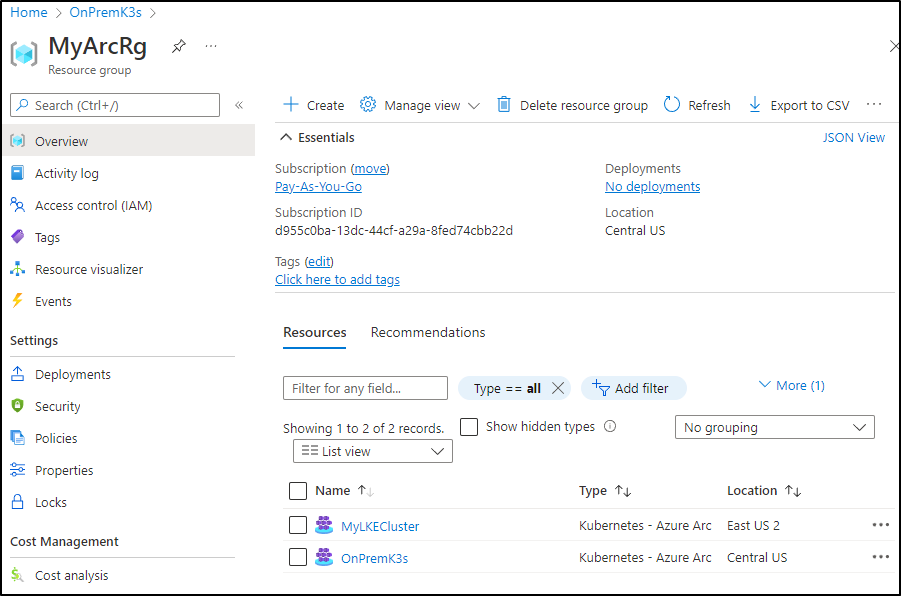 Home > OnPremK3s >
MyArcRg
Resource group
Search (Ctrl+/)
Overview
Activity log
Access control (IAM)
Tags
Resource visualizer
Events
Settings
Deployments
Security
Policies
Properties
Locks
Cost Management
Cost analysis
Create Manage view Delete resource group Refresh Export to CSV ...
Essentials JSON View
Subscription (move) Deployments
Pay-As-You-Go No deployments
Subscription ID Location
d955c0ba-13dc-44cf-a29a-8fed74cbb22d Central US
Tags (edit)
Click here to add tags
Resources Recommendations
Filter for any field... Type == all Add filter More (1)
Showing 1 to 2 of 2 records. Show hidden types No grouping
List view
Name Type Location
MyLKECluster Kubernetes - Azure Arc East US 2
OnPremK3s Kubernetes - Azure Arc Central US